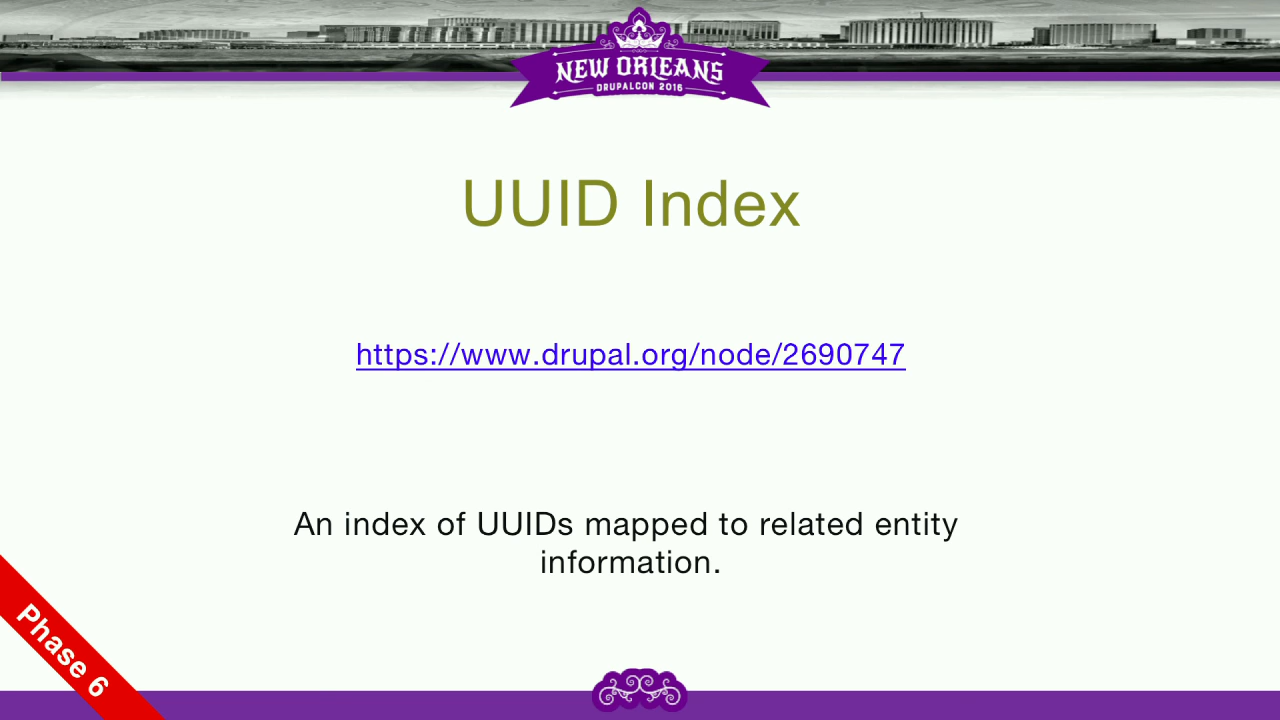 NEW ORLEANS
DRUPALCON 2016
UUID Index
https://www.drupal.org/node/2690747
An index of UUIDs mapped to related entity
information.
Phase 6